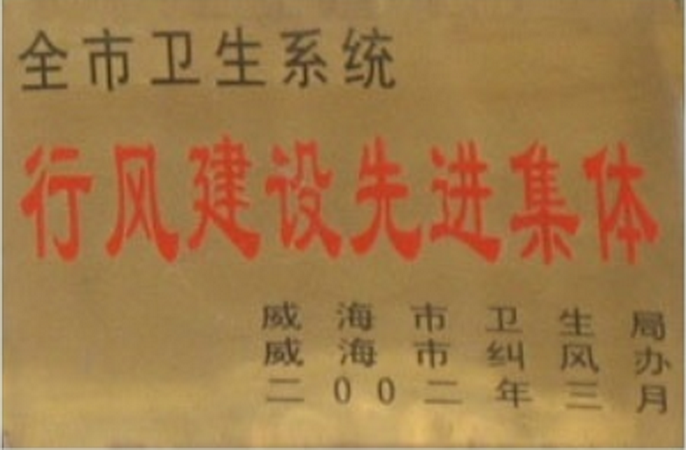 全市卫生系统
行风建设先进集体
威海市卫生局
威海市纠风办
二00二年三月